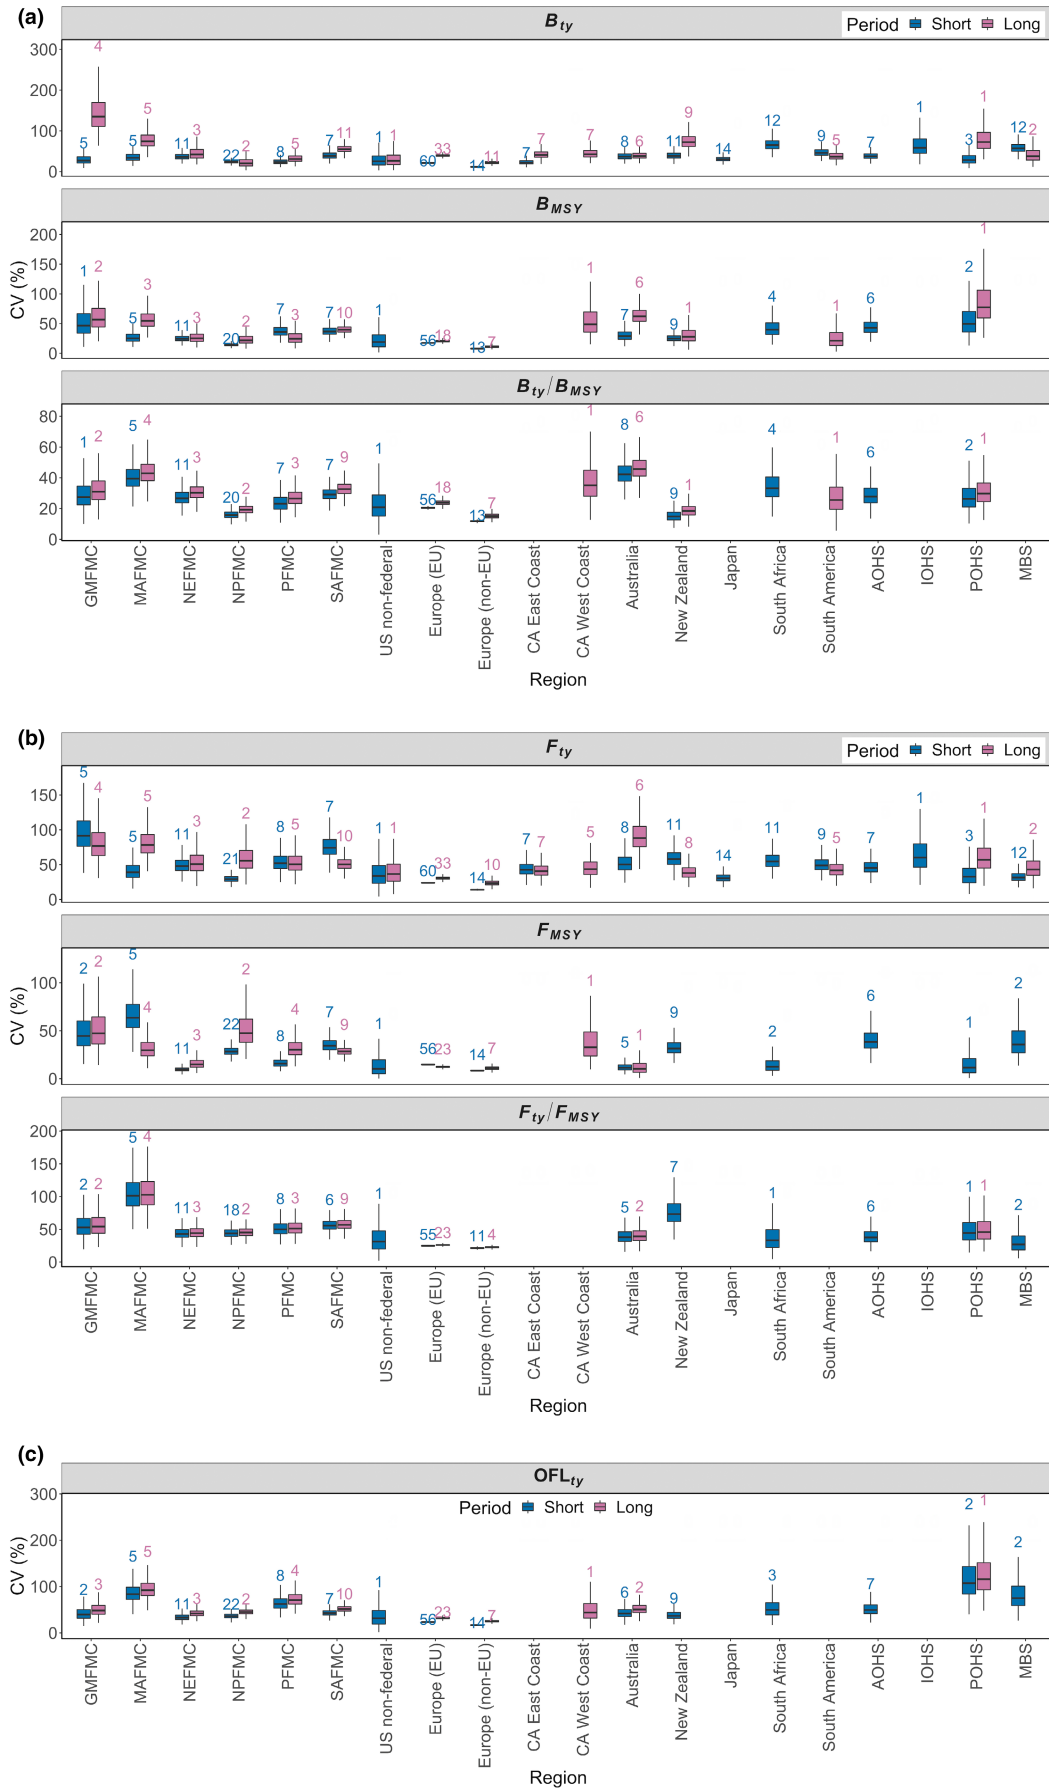 (a)
B_ty
Period Short Long
300
200
100
0
5 4 5 5 11 3 22 2 8 5 7 11 1 1 60 33 14 11 7 7 7 8 6 11 9 14 12 9 5 7 1 3 1 12 2
B_MSY
200
150
100
50
0
1 2 5 3 11 3 20 2 7 3 7 10 1 56 18 13 7 1 7 6 9 1 4 1 6 2 1
CV (%)
B_ty/B_MSY
80
60
40
20
0
1 2 5 4 11 3 20 2 7 3 7 9 1 56 18 13 7 1 8 6 9 1 4 1 6 2 1
GMFMC MAFMC NEFMC NPFMC PFMC SAFMC US non-federal Europe (EU) Europe (non-EU) CA East Coast CA West Coast Australia New Zealand Japan South Africa South America AOHS IOHS POHS MBS
Region
(b)
F_ty
Period Short Long
150
100
50
0
5 4 5 5 11 3 21 2 8 5 7 10 1 1 60 33 14 10 7 7 5 8 6 11 8 14 11 9 5 7 1 3 1 12 2
F_MSY
100
50
0
2 2 5 4 11 3 22 2 8 4 7 9 1 56 23 14 7 1 5 1 9 2 6 1 2
CV (%)
F_ty/F_MSY
200
150
100
50
0
2 2 5 4 11 3 18 2 8 3 6 9 1 55 23 11 4 5 2 7 1 6 1 1 2
GMFMC MAFMC NEFMC NPFMC PFMC SAFMC US non-federal Europe (EU) Europe (non-EU) CA East Coast CA West Coast Australia New Zealand Japan South Africa South America AOHS IOHS POHS MBS
Region
(c)
OFL_ty
Period Short Long
300
200
100
0
2 3 5 5 11 3 22 2 8 4 7 10 1 56 23 14 7 1 6 2 9 3 7 2 1 2
CV (%)
GMFMC MAFMC NEFMC NPFMC PFMC SAFMC US non-federal Europe (EU) Europe (non-EU) CA East Coast CA West Coast Australia New Zealand Japan South Africa South America AOHS IOHS POHS MBS
Region